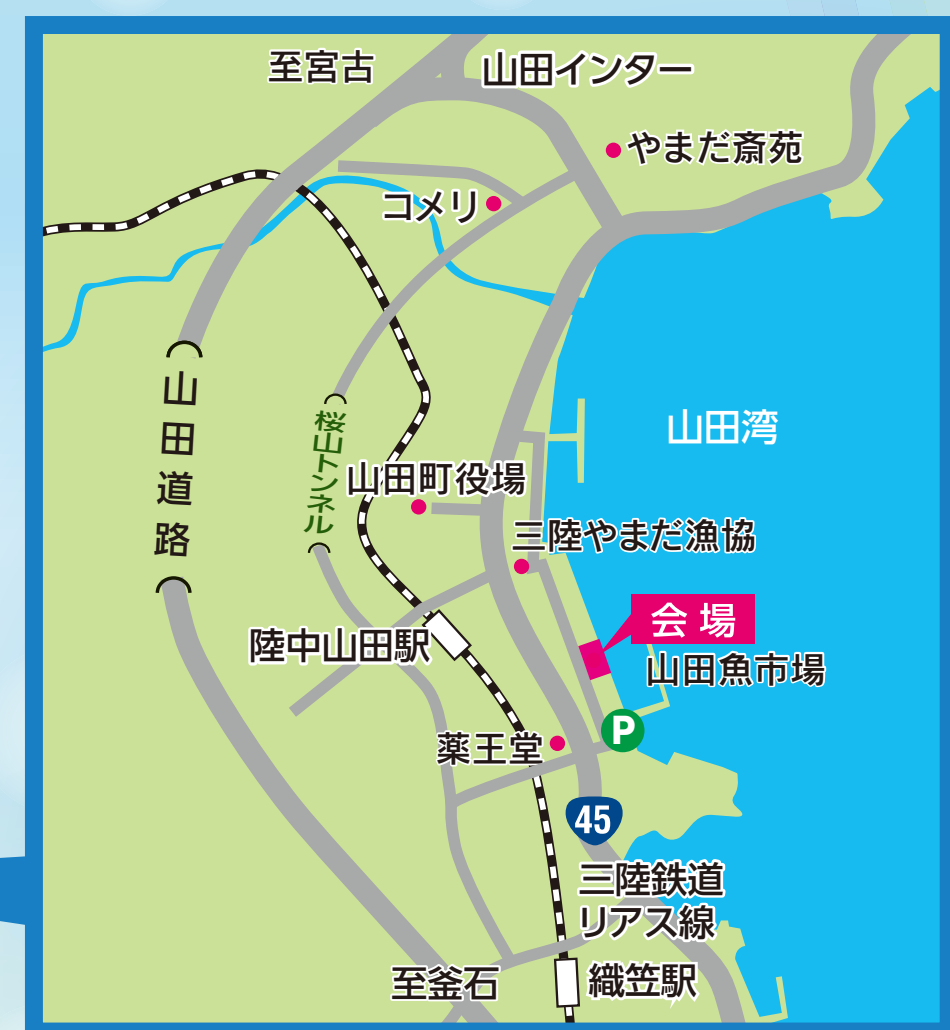 至宮古
山田インター
やまだ斎苑
コメリ
山田道路
桜山トンネル
山田湾
山田町役場
三陸やまだ漁協
会場
陸中山田駅
山田魚市場
P
薬王堂
45
三陸鉄道
リアス線
至釜石
織笠駅